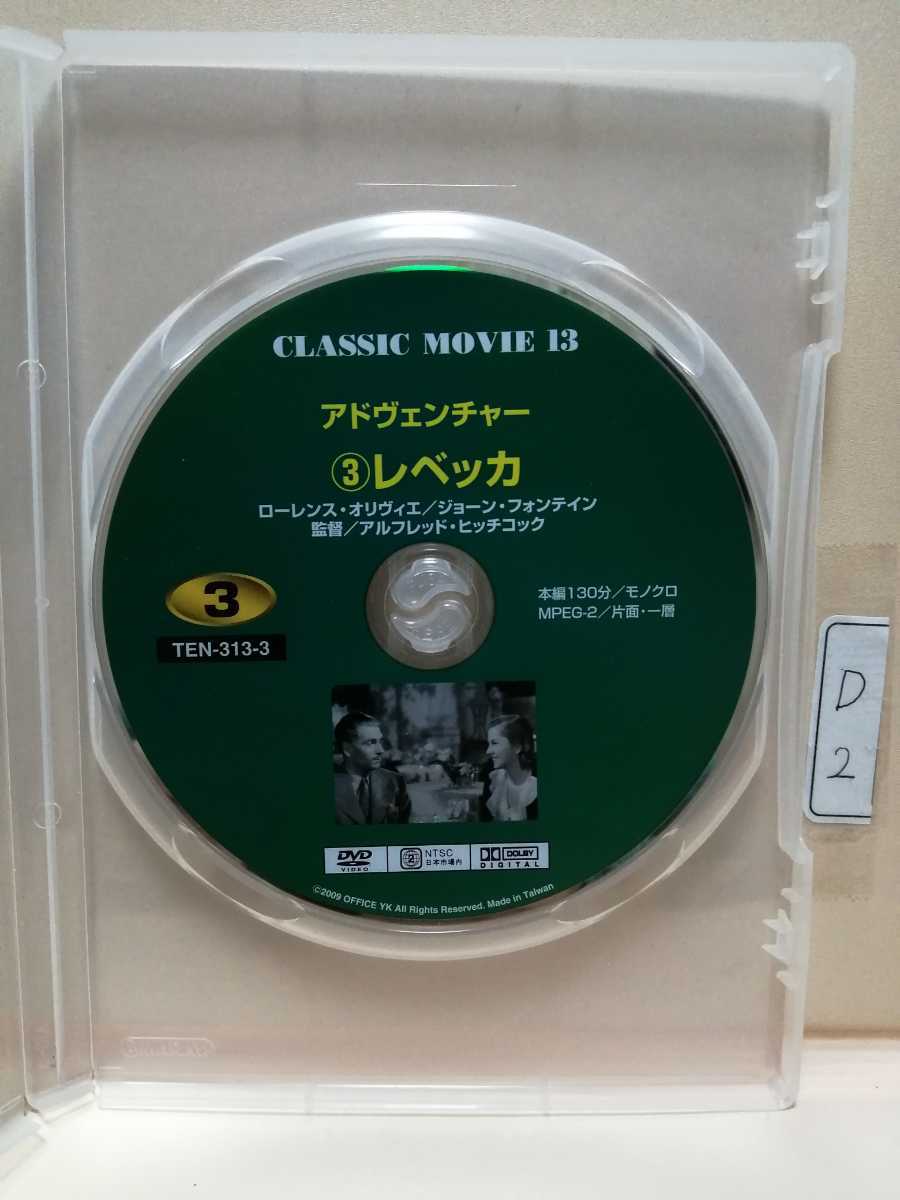 CLASSIC MOVIE 13
アドヴェンチャー
③レベッカ
ローレンス・オリヴィエ／ジョーン・フォンテイン
監督／アルフレッド・ヒッチコック
3
TEN-313-3
本編130分／モノクロ
MPEG-2／片面・一層
DVD
VIDEO
2
NTSC
日本市場内
DOLBY
DIGITAL
©2009 OFFICE YK All Rights Reserved. Made in Taiwan
D
2